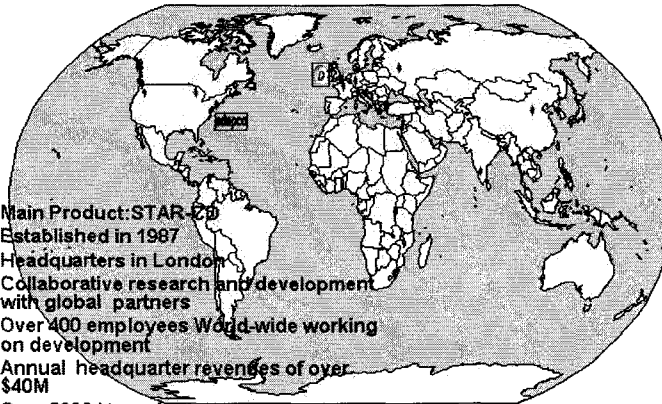 Main Product:STAR-CD
Established in 1987
Headquarters in London
Collaborative research and development
with global partners
Over 400 employees World-wide working
on development
Annual headquarter revenues of over
$40M